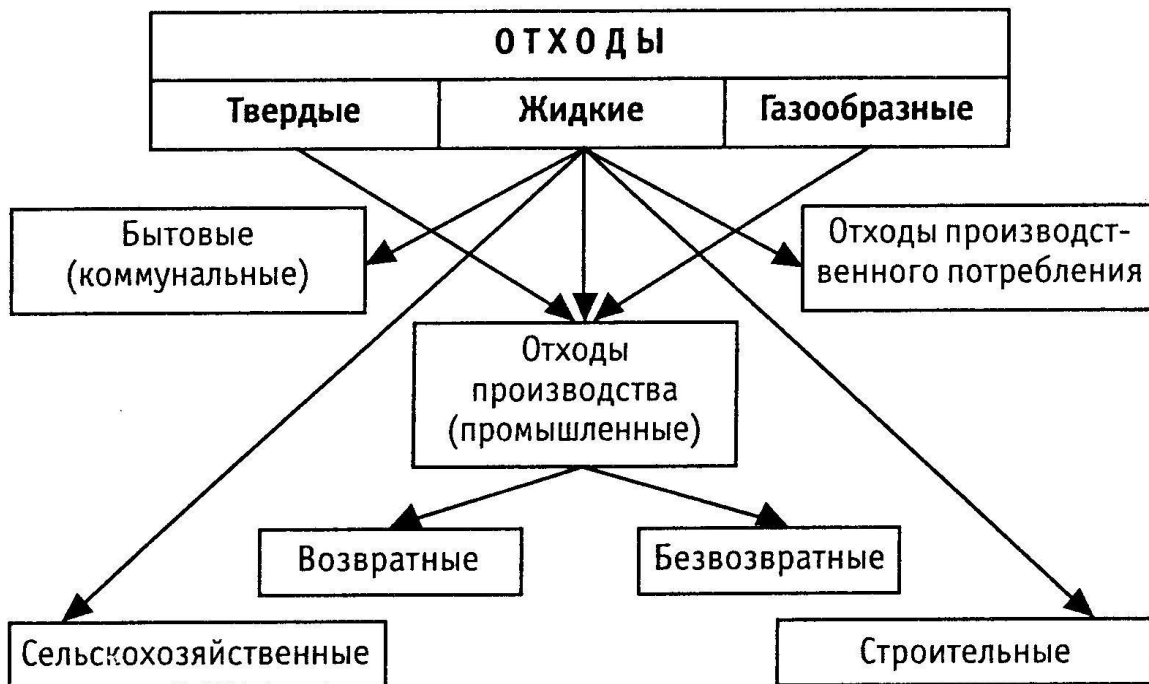 ОТХОДЫ
Твердые
Жидкие
Газообразные
Бытовые
(коммунальные)
Отходы производст-
венного потребления
Отходы
производства
(промышленные)
Возвратные
Безвозвратные
Сельскохозяйственные
Строительные